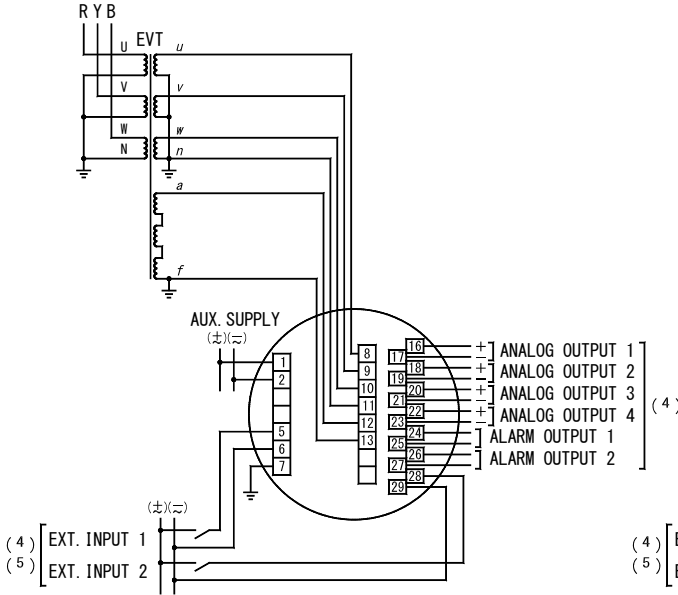 R Y B
EVT
U
u
V
v
W
w
N
n
a
f
AUX. SUPPLY
(±)(∓)
1
2
5
6
7
8
9
10
11
12
13
16
17
18
19
20
21
22
23
24
25
26
27
28
29
+
− ANALOG OUTPUT 1
+
− ANALOG OUTPUT 2
+
− ANALOG OUTPUT 3
+
− ANALOG OUTPUT 4
ALARM OUTPUT 1
ALARM OUTPUT 2
(4)
(±)(∓)
(4)
(5)
EXT. INPUT 1
EXT. INPUT 2
(4)
(5)
E
E